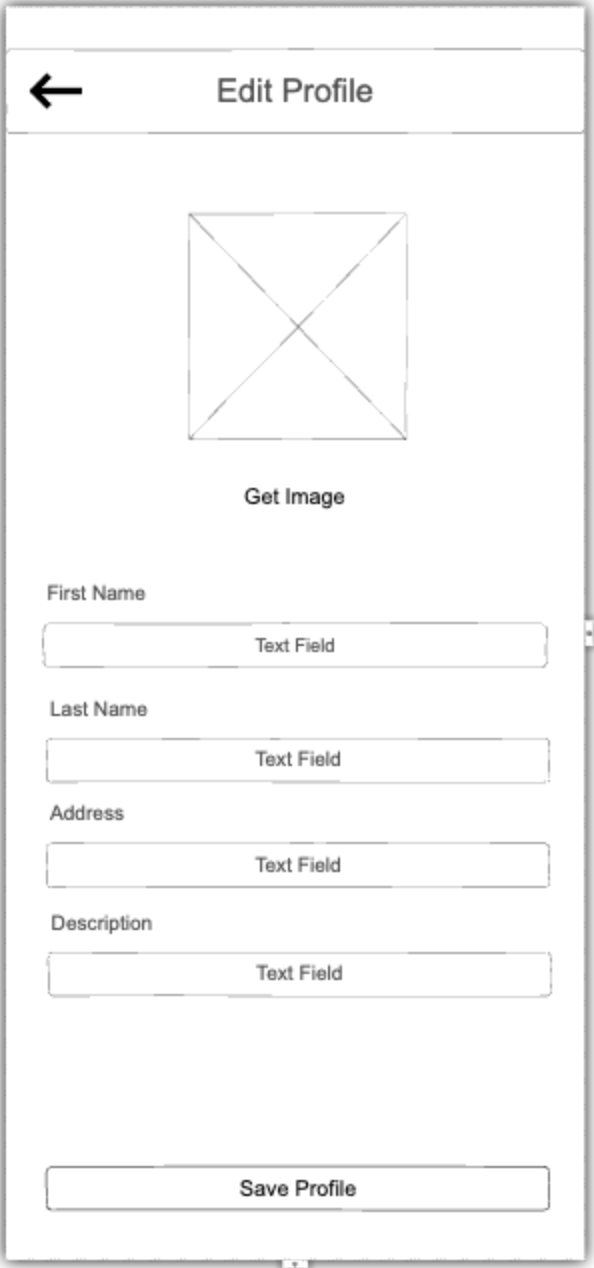 Edit Profile
Get Image
First Name
Text Field
Last Name
Text Field
Address
Text Field
Description
Text Field
Save Profile